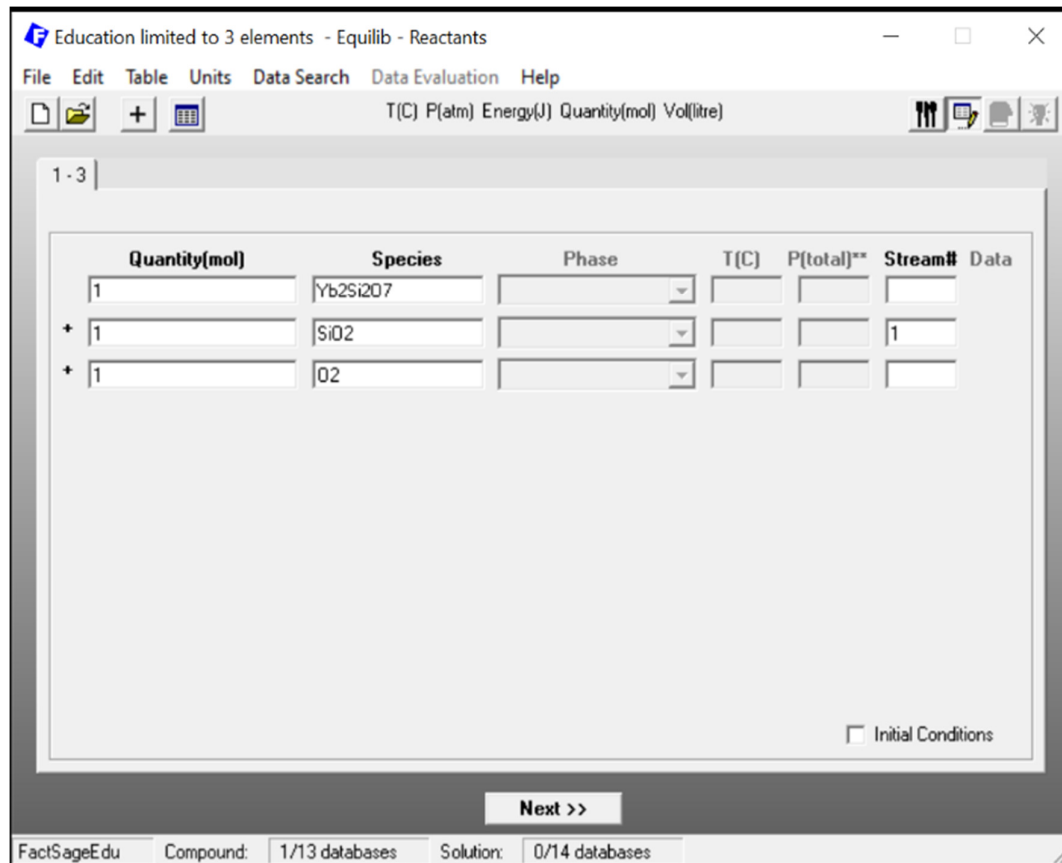 Education limited to 3 elements - Equilib - Reactants
File Edit Table Units Data Search Data Evaluation Help
T(C) P(atm) Energy(J) Quantity(mol) Vol(litre)
1 - 3
Quantity(mol) Species Phase T(C) P(total)** Stream# Data
1 Yb2Si2O7
+ 1 SiO2 1
+ 1 O2
Initial Conditions
Next >>
FactSageEdu Compound: 1/13 databases Solution: 0/14 databases